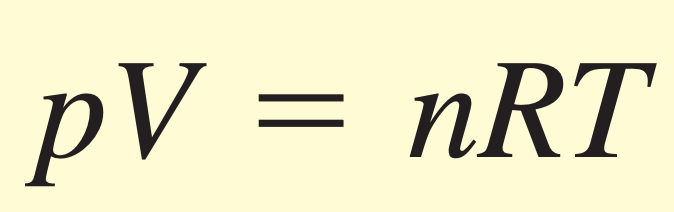 pV = nRT